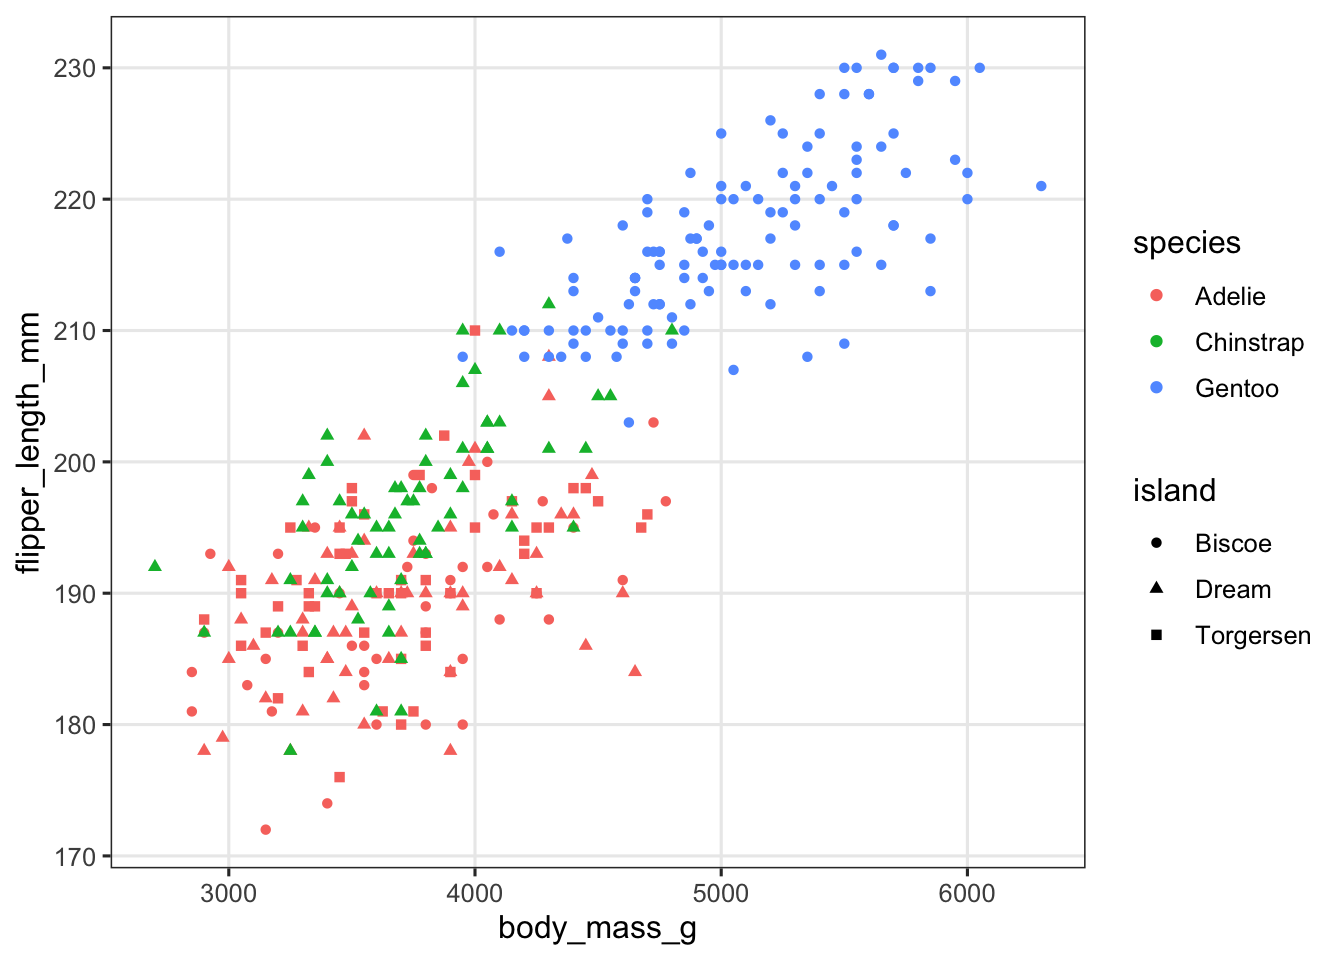 flipper_length_mm
230
220
210
200
190
180
170
3000 4000 5000 6000
body_mass_g
species
Adelie
Chinstrap
Gentoo
island
Biscoe
Dream
Torgersen